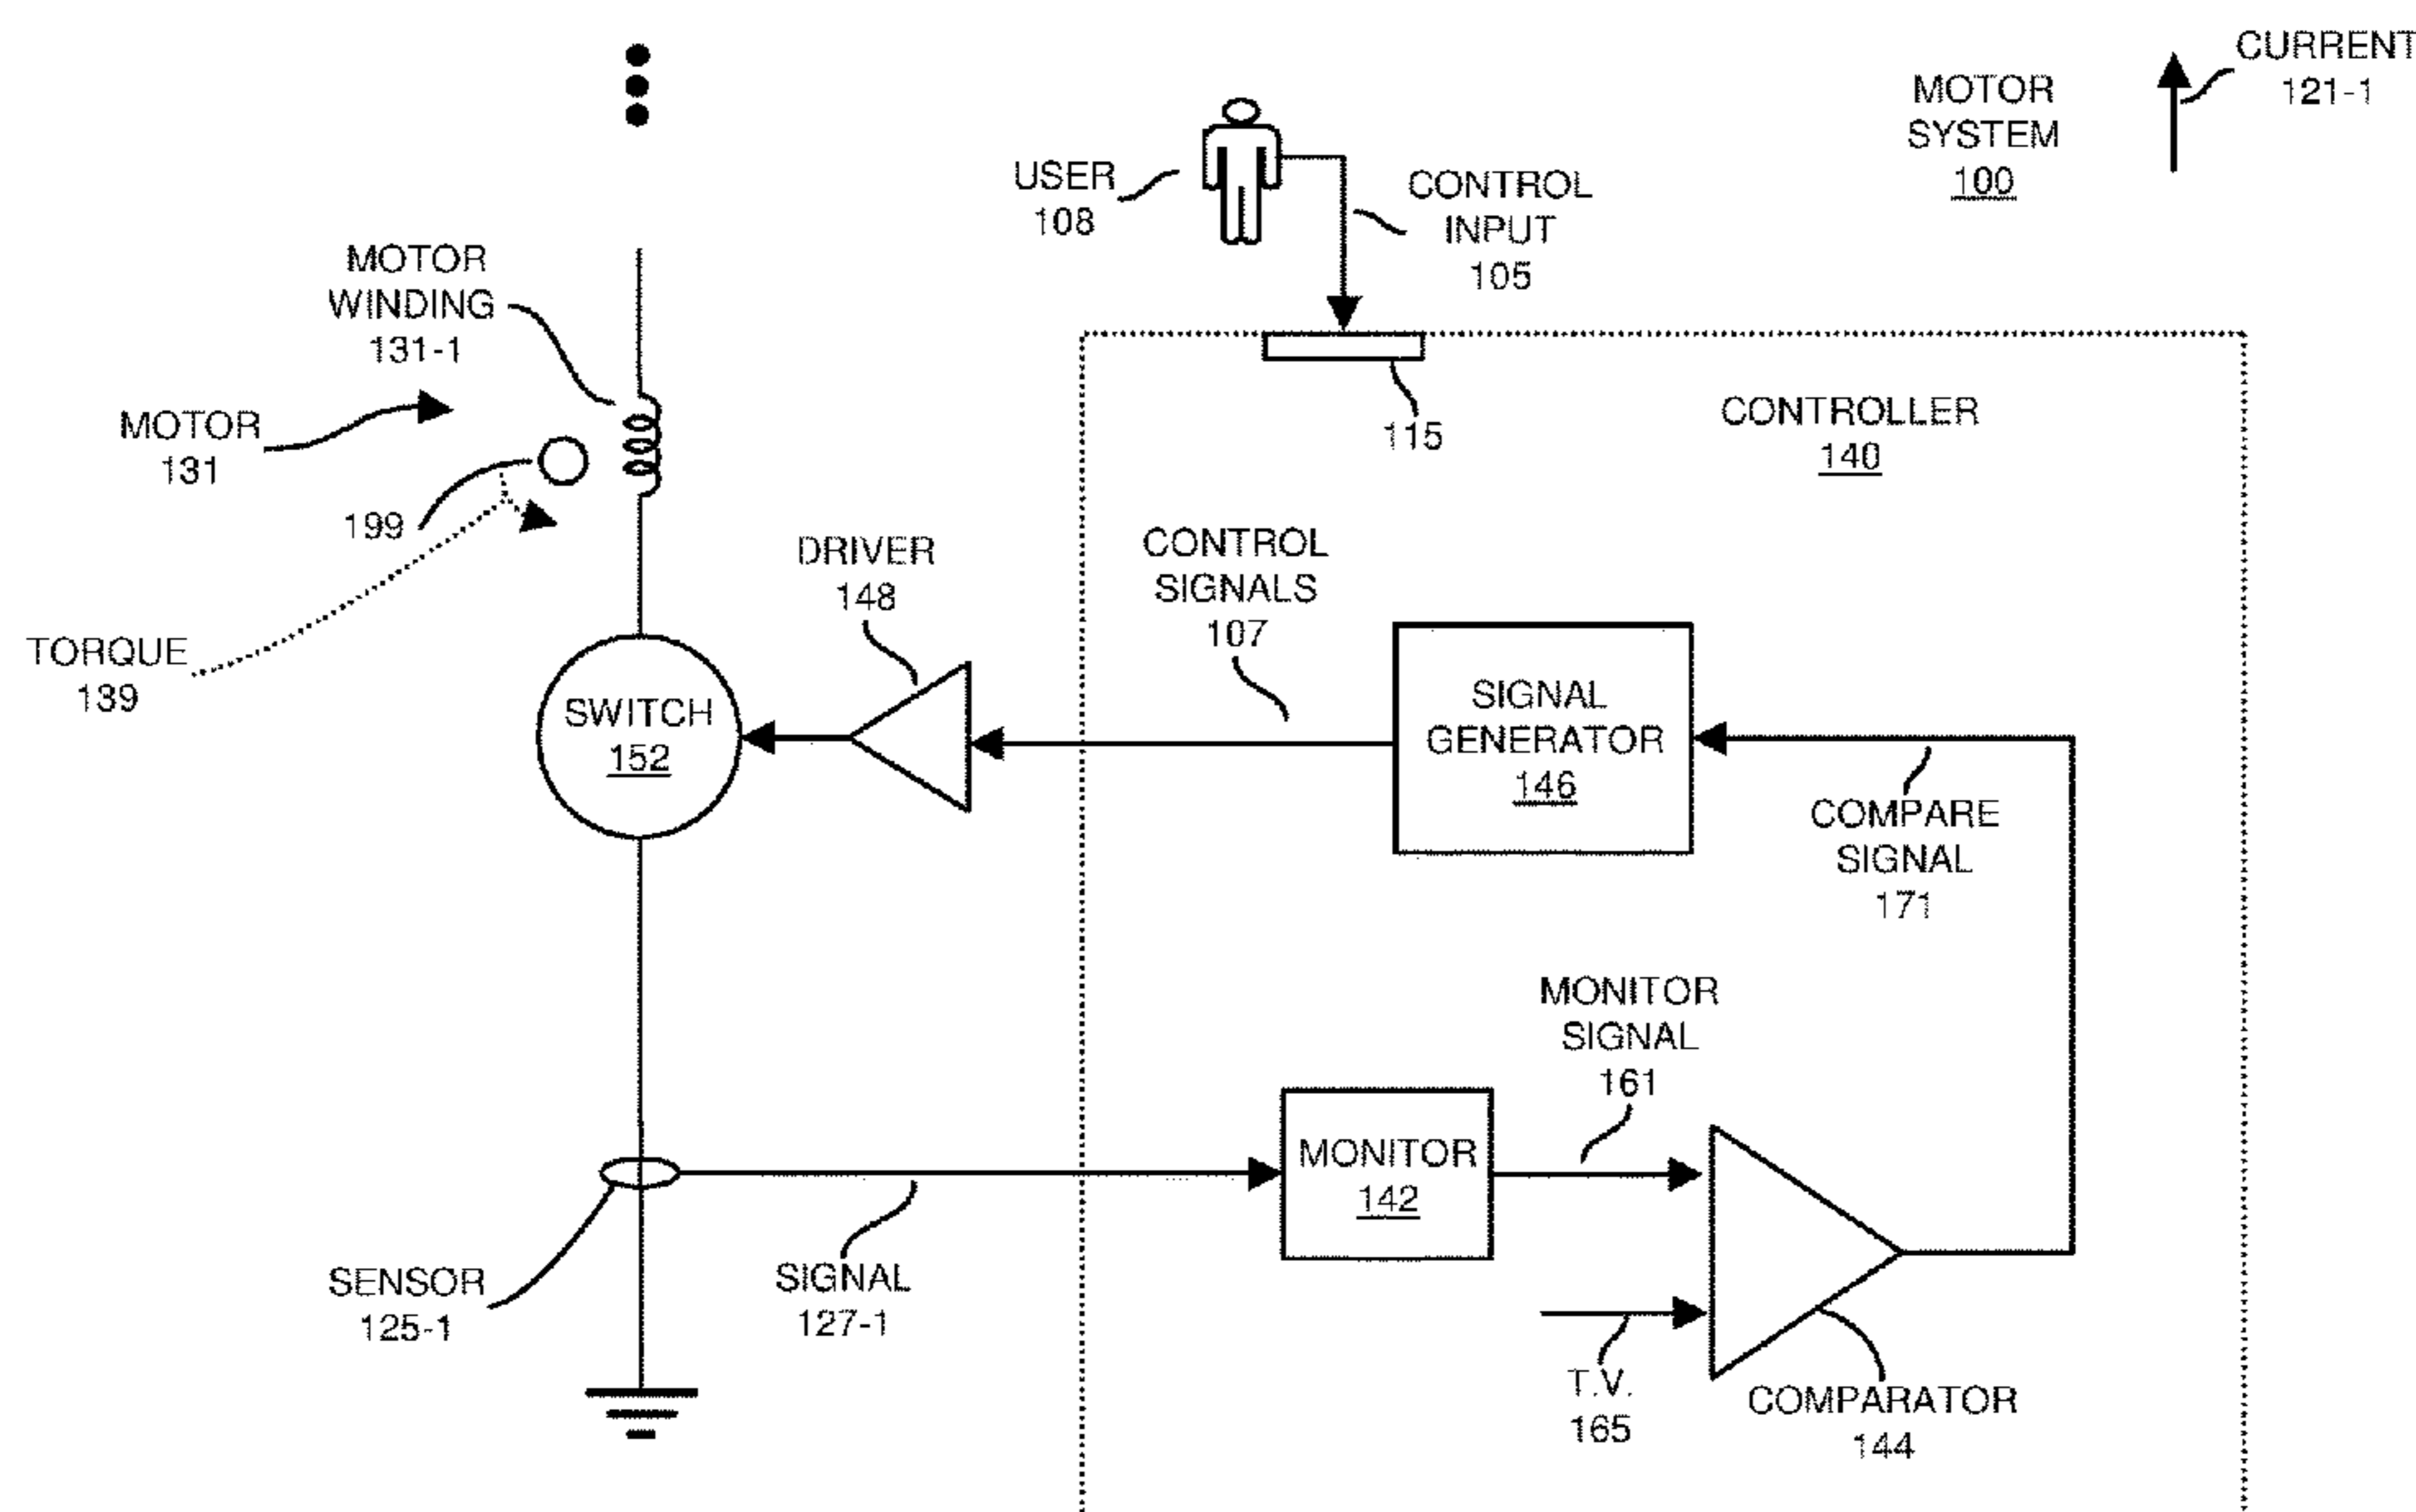 CURRENT
121-1
MOTOR
SYSTEM
100
USER
108
CONTROL
INPUT
105
MOTOR
WINDING
131-1
MOTOR
131
199
TORQUE
139
115
CONTROLLER
140
DRIVER
148
CONTROL
SIGNALS
107
SWITCH
152
SIGNAL
GENERATOR
146
COMPARE
SIGNAL
171
MONITOR
SIGNAL
161
MONITOR
142
SENSOR
125-1
SIGNAL
127-1
T.V.
165
COMPARATOR
144